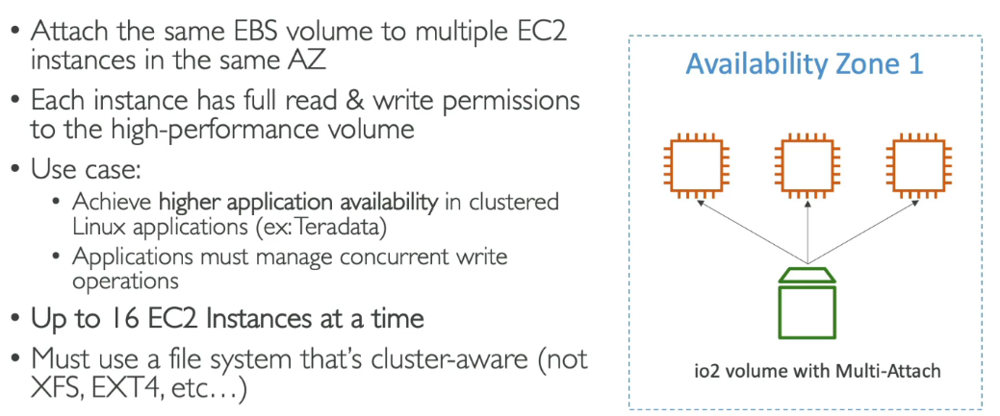 • Attach the same EBS volume to multiple EC2
instances in the same AZ
• Each instance has full read & write permissions
to the high-performance volume
• Use case:
• Achieve higher application availability in clustered
Linux applications (ex: Teradata)
• Applications must manage concurrent write
operations
• Up to 16 EC2 Instances at a time
• Must use a file system that's cluster-aware (not
XFS, EXT4, etc…)
Availability Zone 1
io2 volume with Multi-Attach